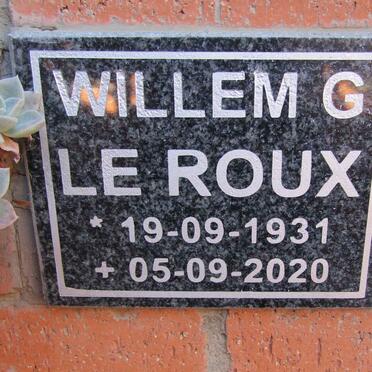 WILLEM G
LE ROUX
* 19-09-1931
+ 05-09-2020